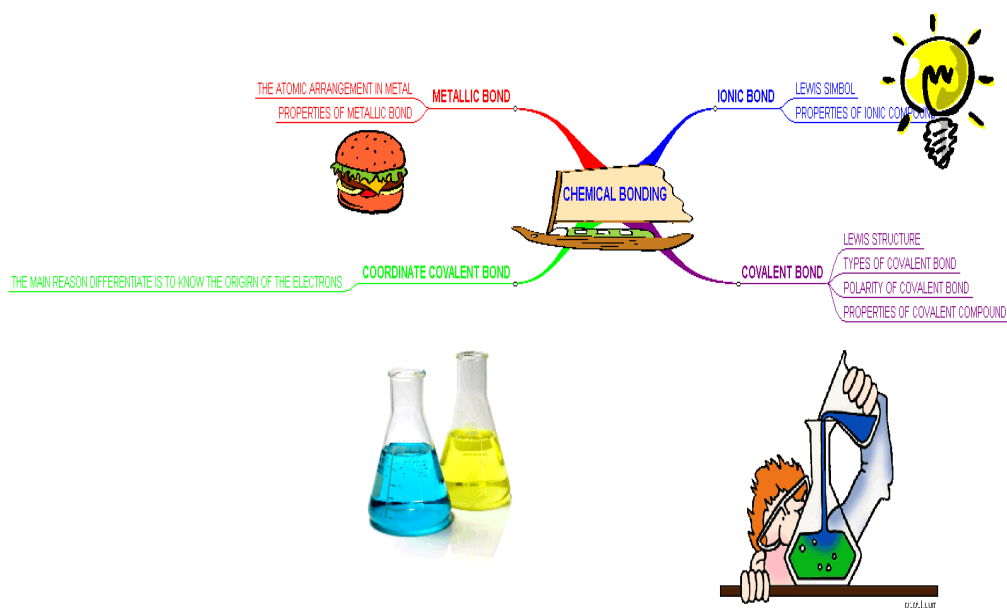 CHEMICAL BONDING
IONIC BOND
LEWIS SIMBOL
PROPERTIES OF IONIC COMPOUND
COVALENT BOND
LEWIS STRUCTURE
TYPES OF COVALENT BOND
POLARITY OF COVALENT BOND
PROPERTIES OF COVALENT COMPOUND
METALLIC BOND
THE ATOMIC ARRANGEMENT IN METAL
PROPERTIES OF METALLIC BOND
COORDINATE COVALENT BOND
THE MAIN REASON DIFFERENTIATE IS TO KNOW THE ORIGIRN OF THE ELECTRONS